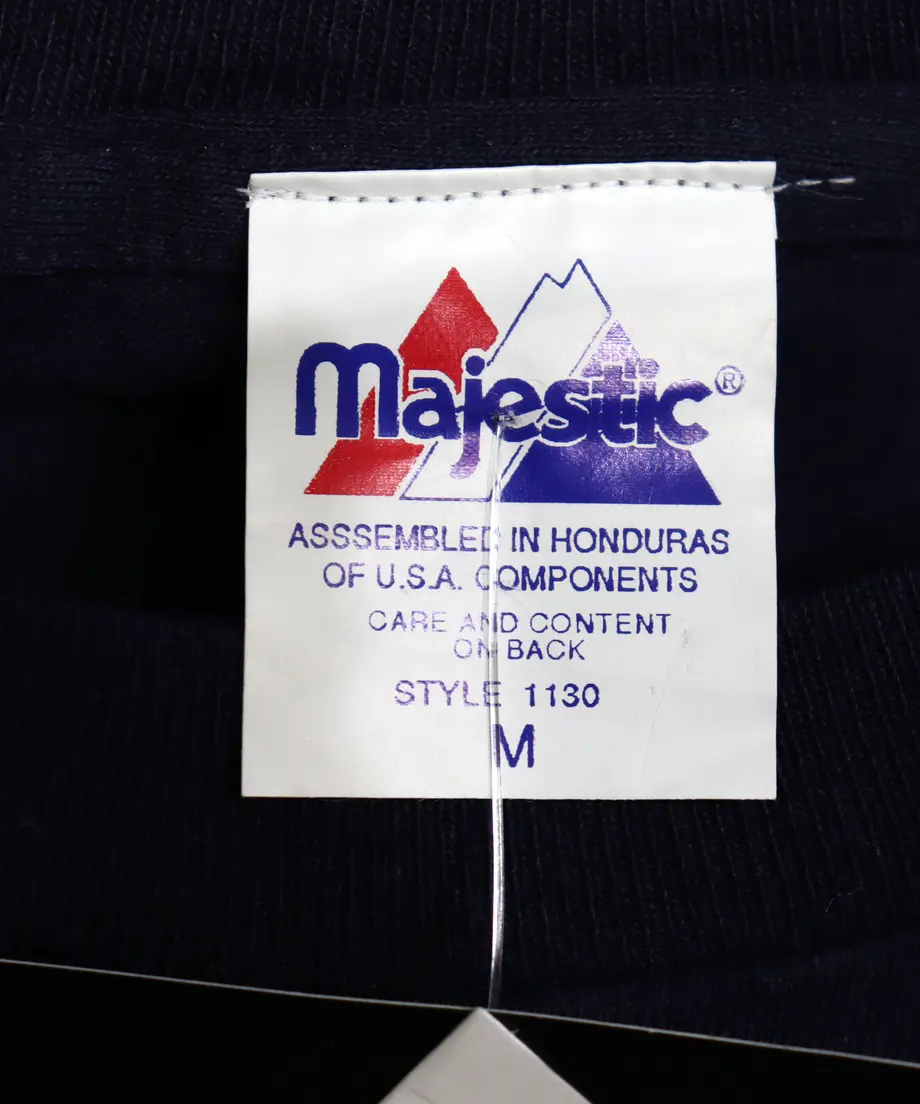 Majestic®
ASSSEMBLED IN HONDURAS
OF U.S.A. COMPONENTS
CARE AND CONTENT
ON BACK
STYLE 1130
M